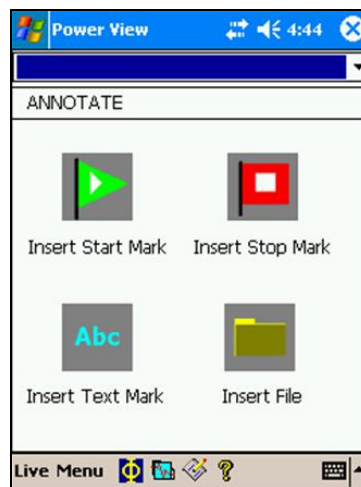 Power View 4:44
ANNOTATE
Insert Start Mark Insert Stop Mark
Abc
Insert Text Mark Insert File
Live Menu